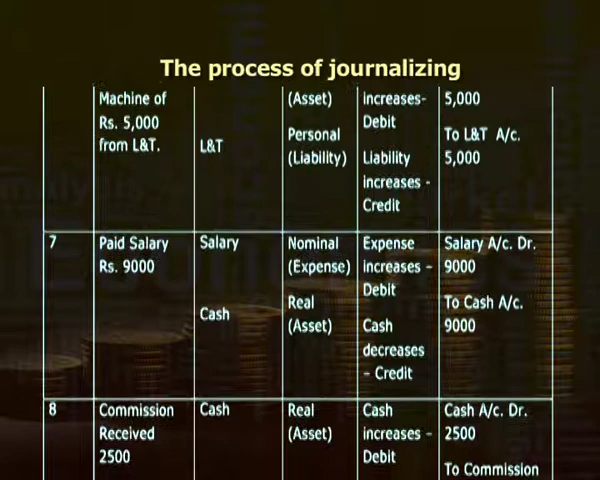 The process of journalizing
Machine of
Rs. 5,000
from L&T.
L&T
(Asset)
Personal
(Liability)
increases-
Debit
Liability
increases -
Credit
5,000
To L&T A/c.
5,000
7
Paid Salary
Rs. 9000
Salary
Cash
Nominal
(Expense)
Real
(Asset)
Expense
increases –
Debit
Cash
decreases
– Credit
Salary A/c. Dr.
9000
To Cash A/c.
9000
8
Commission
Received
2500
Cash
Real
(Asset)
Cash
increases –
Debit
Cash A/c. Dr.
2500
To Commission